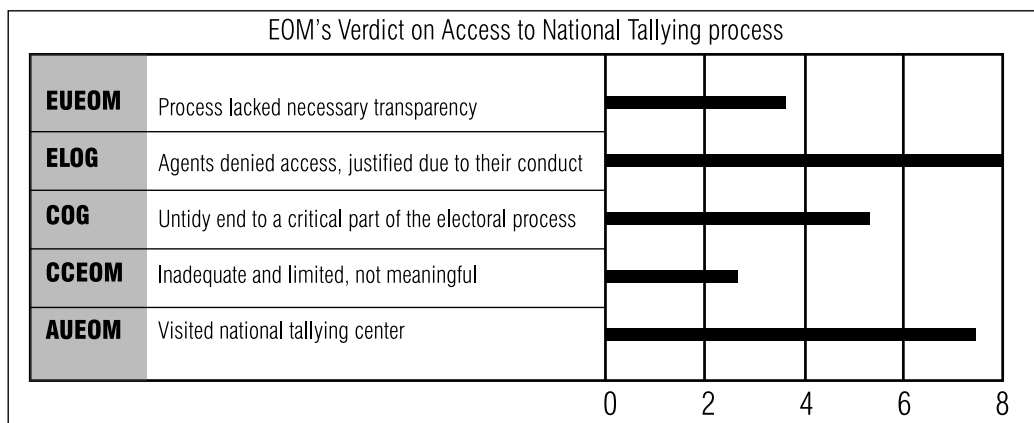 EOM's Verdict on Access to National Tallying process
EUEOM Process lacked necessary transparency
ELOG Agents denied access, justified due to their conduct
COG Untidy end to a critical part of the electoral process
CCEOM Inadequate and limited, not meaningful
AUEOM Visited national tallying center
0 2 4 6 8